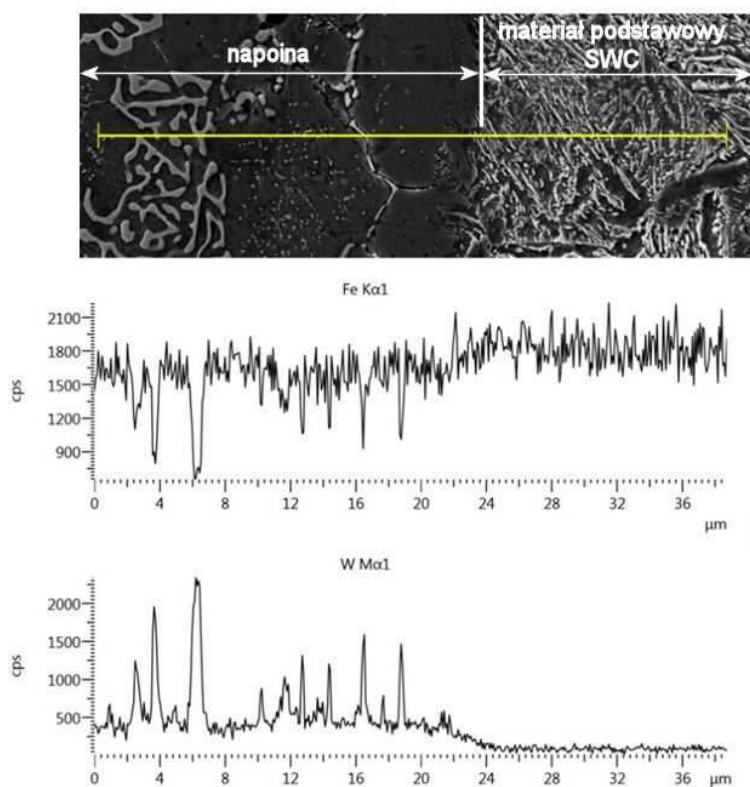 napoina
materiał podstawowy
SWC
Fe Kα1
2100
1800
1500
1200
900
cps
0 4 8 12 16 20 24 28 32 36
µm
W Mα1
2000
1500
1000
500
cps
0 4 8 12 16 20 24 28 32 36 µm